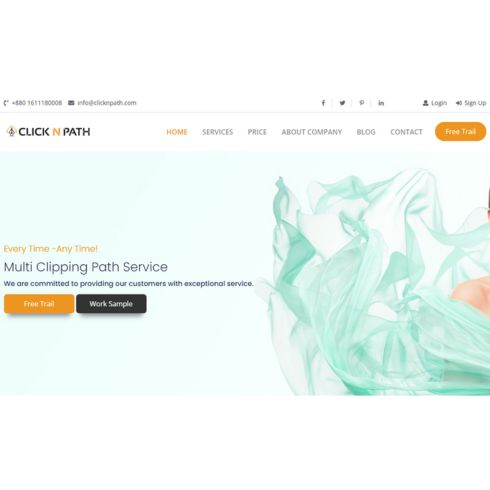 +880 1611180008 info@clicknpath.com Login Sign Up
CLICK N PATH HOME SERVICES PRICE ABOUT COMPANY BLOG CONTACT Free Trail
Every Time -Any Time!
Multi Clipping Path Service
We are committed to providing our customers with exceptional service.
Free Trail Work Sample